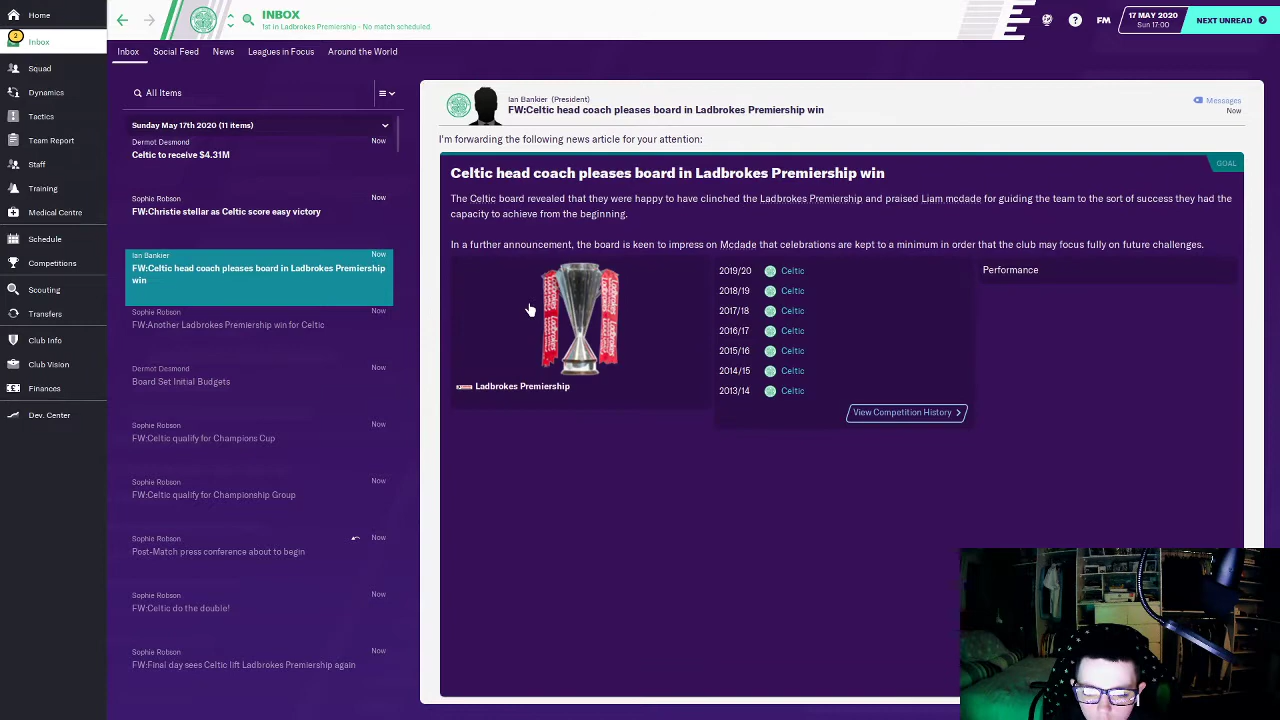 INBOX
1st in Ladbrokes Premiership - No match scheduled
FM
17 MAY 2020
Sun 17:00
NEXT UNREAD
2
Inbox
Squad
Dynamics
Tactics
Team Report
Staff
Training
Medical Centre
Schedule
Competitions
Scouting
Transfers
Club Info
Club Vision
Finances
Dev. Center
Inbox Social Feed News Leagues in Focus Around the World
All Items
Sunday May 17th 2020 (11 items)
Dermot Desmond Now
Celtic to receive $4.31M
Sophie Robson Now
FW:Christie stellar as Celtic score easy victory
Ian Bankier Now
FW:Celtic head coach pleases board in Ladbrokes Premiership
win
Sophie Robson Now
FW:Another Ladbrokes Premiership win for Celtic
Dermot Desmond Now
Board Set Initial Budgets
Sophie Robson Now
FW:Celtic qualify for Champions Cup
Sophie Robson Now
FW:Celtic qualify for Championship Group
Sophie Robson Now
Post-Match press conference about to begin
Sophie Robson Now
FW:Celtic do the double!
Sophie Robson Now
FW:Final day sees Celtic lift Ladbrokes Premiership again
Ian Bankier (President)
FW:Celtic head coach pleases board in Ladbrokes Premiership win
Messages
Now
I'm forwarding the following news article for your attention:
GOAL
Celtic head coach pleases board in Ladbrokes Premiership win
The Celtic board revealed that they were happy to have clinched the Ladbrokes Premiership and praised Liam mcdade for guiding the team to the sort of success they had the
capacity to achieve from the beginning.
In a further announcement, the board is keen to impress on Mcdade that celebrations are kept to a minimum in order that the club may focus fully on future challenges.
Ladbrokes Premiership
2019/20 Celtic
2018/19 Celtic
2017/18 Celtic
2016/17 Celtic
2015/16 Celtic
2014/15 Celtic
2013/14 Celtic
View Competition History
Performance